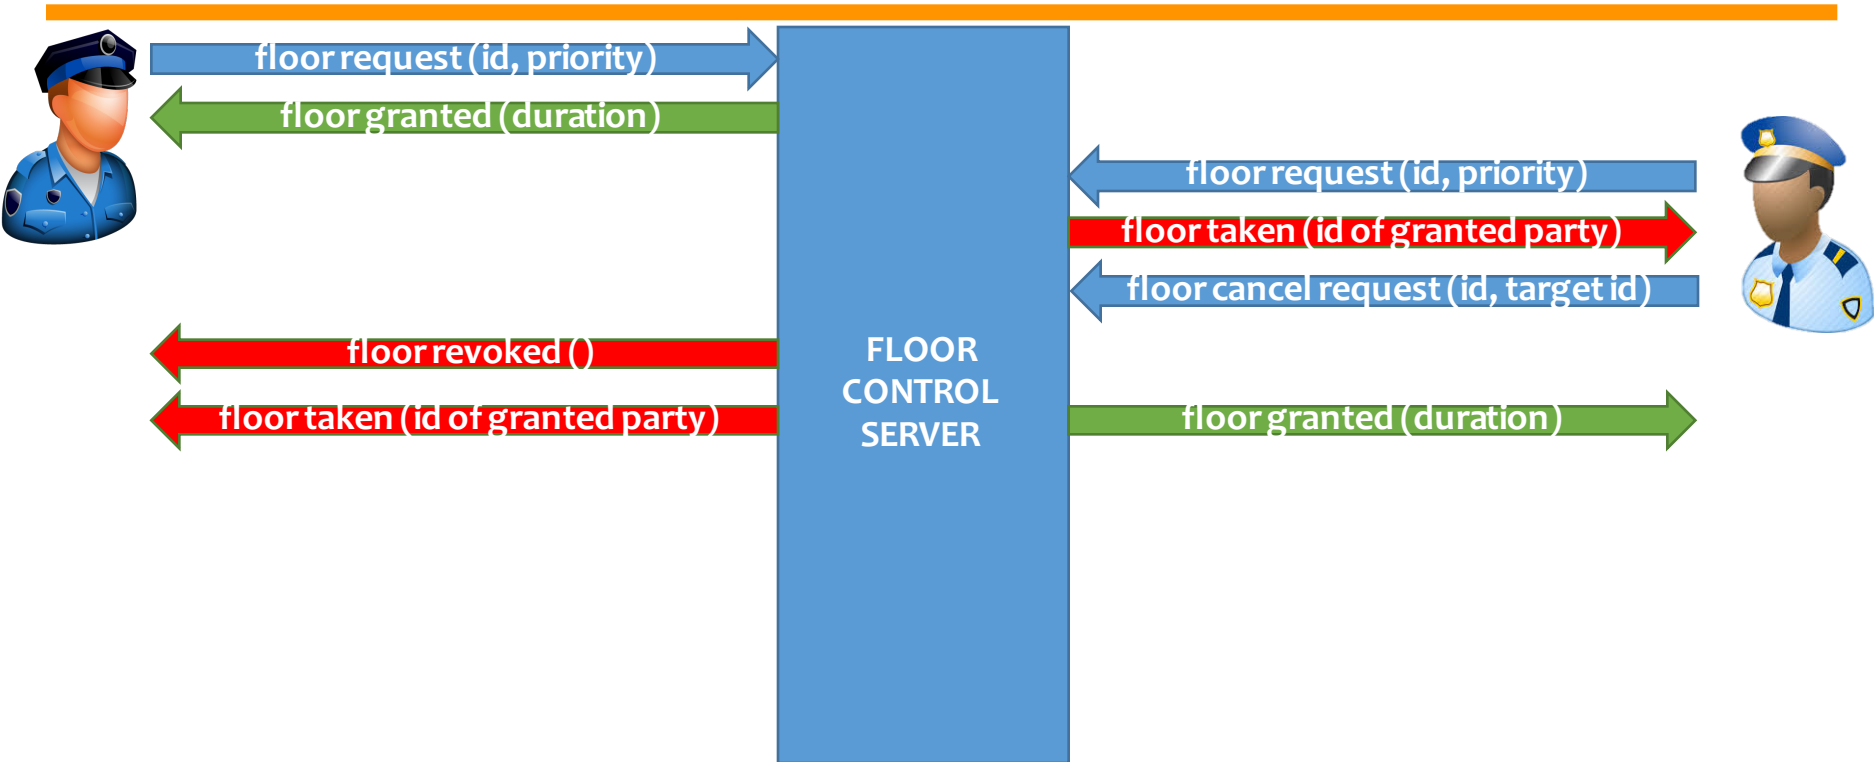 floor request (id, priority)
floor granted (duration)
floor request (id, priority)
floor taken (id of granted party)
floor cancel request (id, target id)
floor revoked ()
floor taken (id of granted party)
floor granted (duration)
FLOOR
CONTROL
SERVER